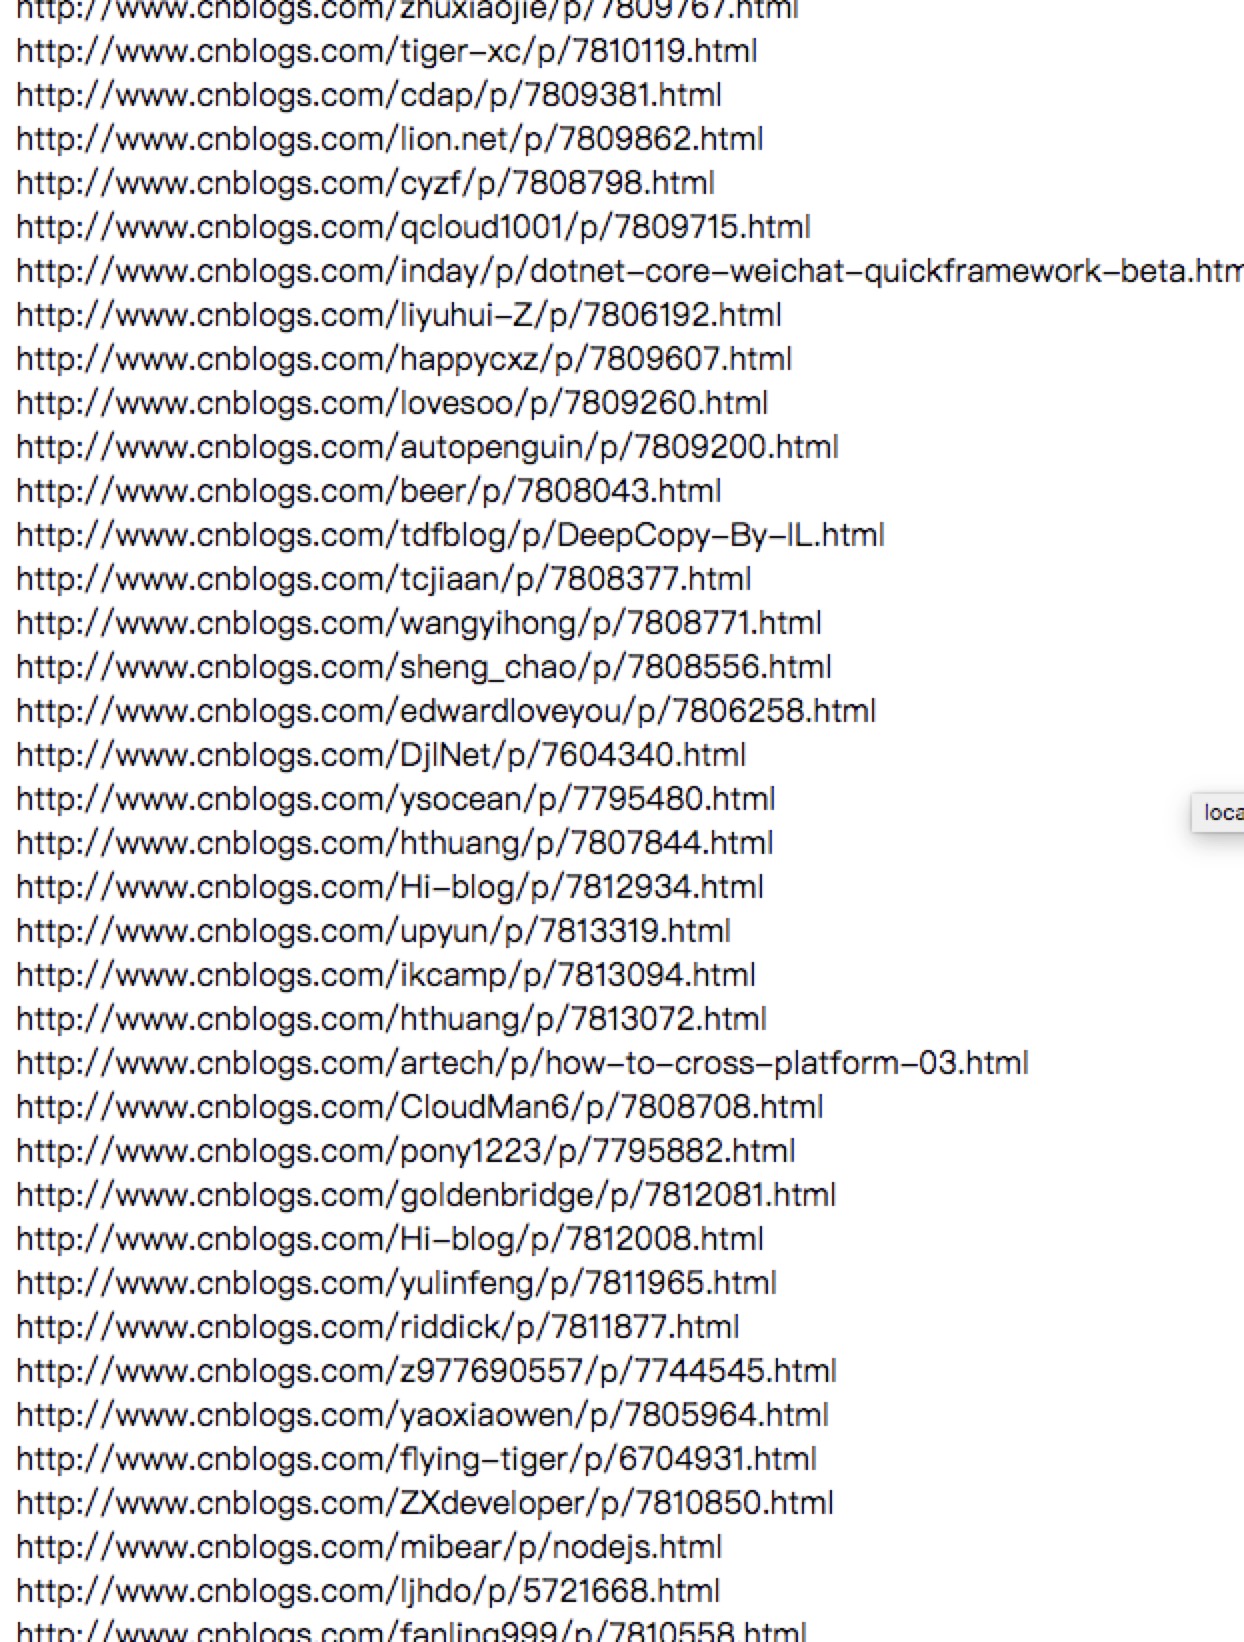 http://www.cnblogs.com/zhuxiaojie/p/7809767.html
http://www.cnblogs.com/tiger-xc/p/7810119.html
http://www.cnblogs.com/cdap/p/7809381.html
http://www.cnblogs.com/lion.net/p/7809862.html
http://www.cnblogs.com/cyzf/p/7808798.html
http://www.cnblogs.com/qcloud1001/p/7809715.html
http://www.cnblogs.com/inday/p/dotnet-core-weichat-quickframework-beta.htm
http://www.cnblogs.com/liyuhui-Z/p/7806192.html
http://www.cnblogs.com/happycxz/p/7809607.html
http://www.cnblogs.com/lovesoo/p/7809260.html
http://www.cnblogs.com/autopenguin/p/7809200.html
http://www.cnblogs.com/beer/p/7808043.html
http://www.cnblogs.com/tdfblog/p/DeepCopy-By-IL.html
http://www.cnblogs.com/tcjiaan/p/7808377.html
http://www.cnblogs.com/wangyihong/p/7808771.html
http://www.cnblogs.com/sheng_chao/p/7808556.html
http://www.cnblogs.com/edwardloveyou/p/7806258.html
http://www.cnblogs.com/DjlNet/p/7604340.html
http://www.cnblogs.com/ysocean/p/7795480.html
loca
http://www.cnblogs.com/hthuang/p/7807844.html
http://www.cnblogs.com/Hi-blog/p/7812934.html
http://www.cnblogs.com/upyun/p/7813319.html
http://www.cnblogs.com/ikcamp/p/7813094.html
http://www.cnblogs.com/hthuang/p/7813072.html
http://www.cnblogs.com/artech/p/how-to-cross-platform-03.html
http://www.cnblogs.com/CloudMan6/p/7808708.html
http://www.cnblogs.com/pony1223/p/7795882.html
http://www.cnblogs.com/goldenbridge/p/7812081.html
http://www.cnblogs.com/Hi-blog/p/7812008.html
http://www.cnblogs.com/yulinfeng/p/7811965.html
http://www.cnblogs.com/riddick/p/7811877.html
http://www.cnblogs.com/z977690557/p/7744545.html
http://www.cnblogs.com/yaoxiaowen/p/7805964.html
http://www.cnblogs.com/flying-tiger/p/6704931.html
http://www.cnblogs.com/ZXdeveloper/p/7810850.html
http://www.cnblogs.com/mibear/p/nodejs.html
http://www.cnblogs.com/ljhdo/p/5721668.html
http://www.cnblogs.com/fanling999/p/7810558.html